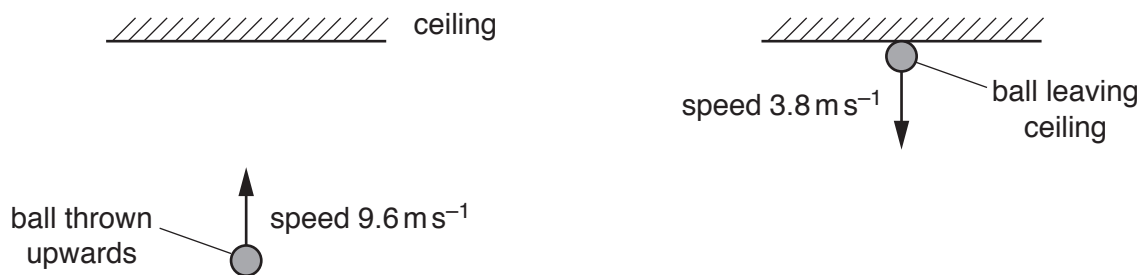 ceiling
speed 3.8 m s⁻¹
ball leaving
ceiling
ball thrown
upwards
speed 9.6 m s⁻¹